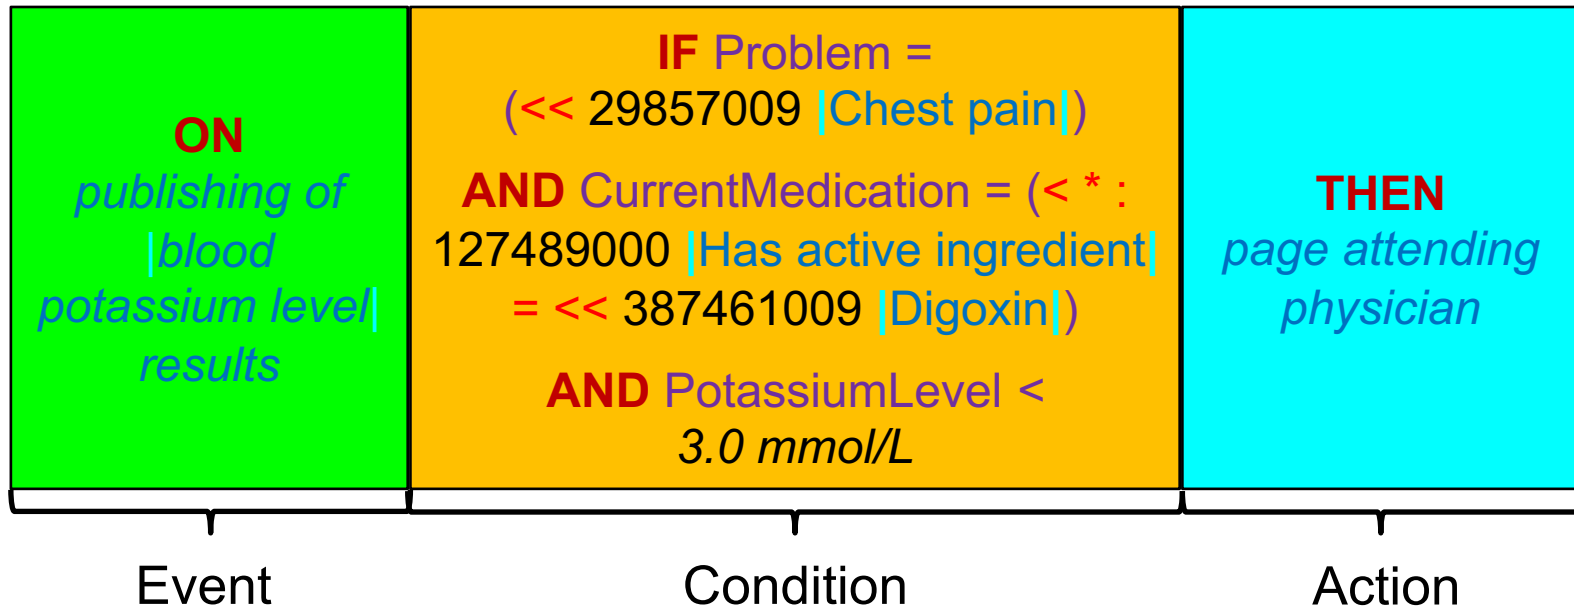 ON
publishing of
|blood
potassium level|
results
IF Problem =
(<< 29857009 |Chest pain|)
AND CurrentMedication = (< * :
127489000 |Has active ingredient|
= << 387461009 |Digoxin|)
AND PotassiumLevel <
3.0 mmol/L
THEN
page attending
physician
Event
Condition
Action